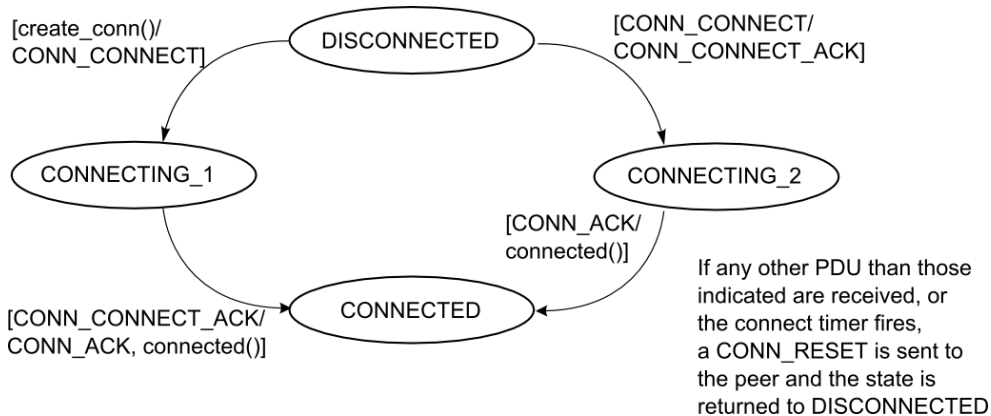 [create_conn()/
CONN_CONNECT]
DISCONNECTED
[CONN_CONNECT/
CONN_CONNECT_ACK]
CONNECTING_1
CONNECTING_2
[CONN_ACK/
connected()]
CONNECTED
[CONN_CONNECT_ACK/
CONN_ACK, connected()]
If any other PDU than those
indicated are received, or
the connect timer fires,
a CONN_RESET is sent to
the peer and the state is
returned to DISCONNECTED